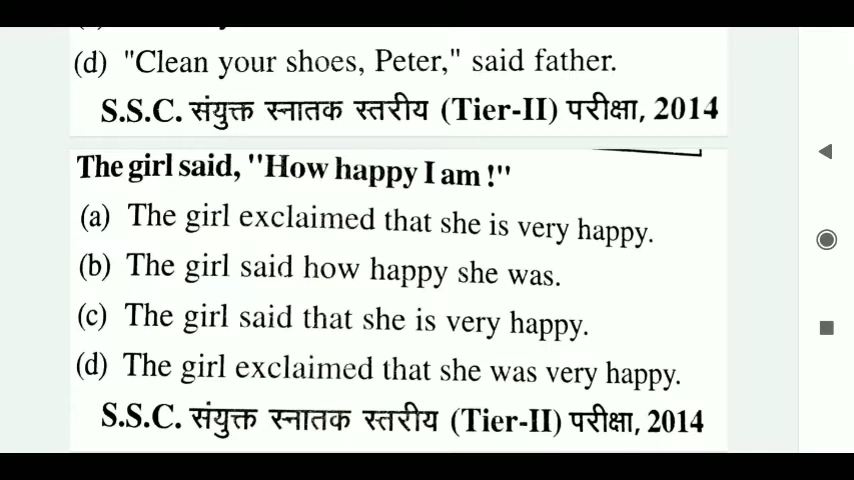 (d) "Clean your shoes, Peter," said father.
S.S.C. संयुक्त स्नातक स्तरीय (Tier-II) परीक्षा, 2014
The girl said, "How happy I am !"
(a) The girl exclaimed that she is very happy.
(b) The girl said how happy she was.
(c) The girl said that she is very happy.
(d) The girl exclaimed that she was very happy.
S.S.C. संयुक्त स्नातक स्तरीय (Tier-II) परीक्षा, 2014